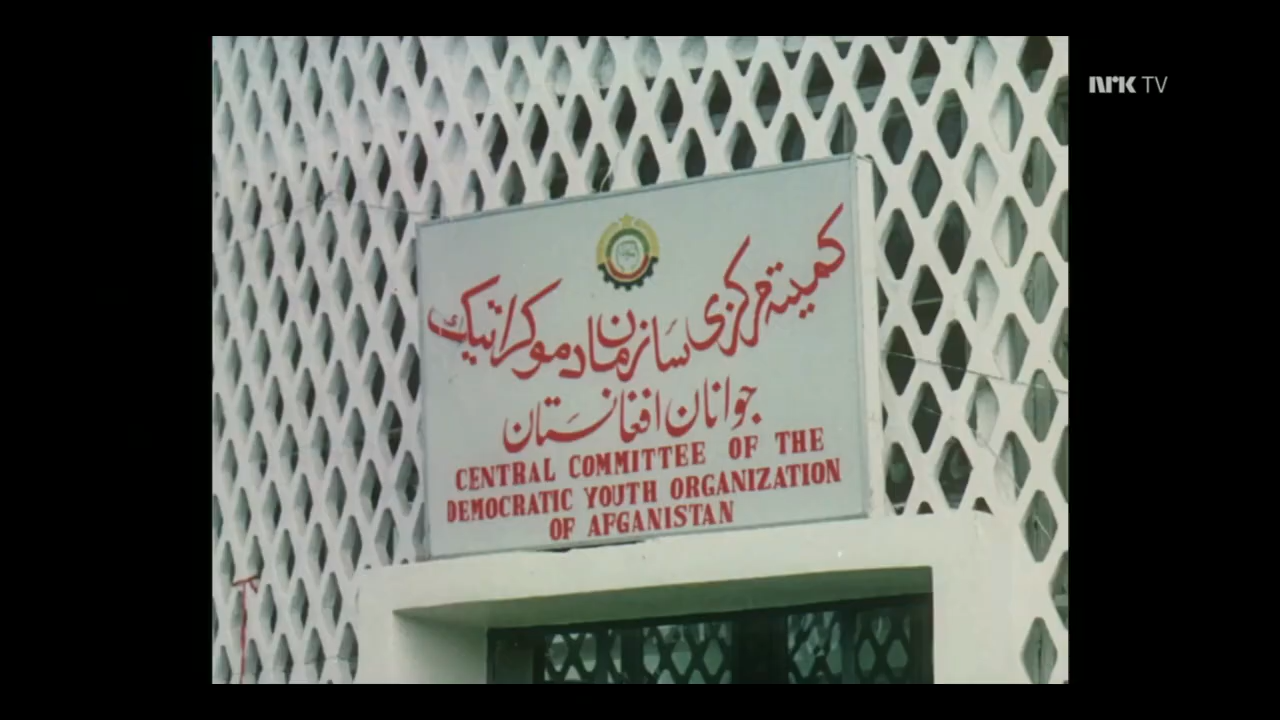 کمیته مرکزی سازمان دموکراتیک
جوانان افغانستان
CENTRAL COMMITTEE OF THE
DEMOCRATIC YOUTH ORGANIZATION
OF AFGANISTAN
NRK TV